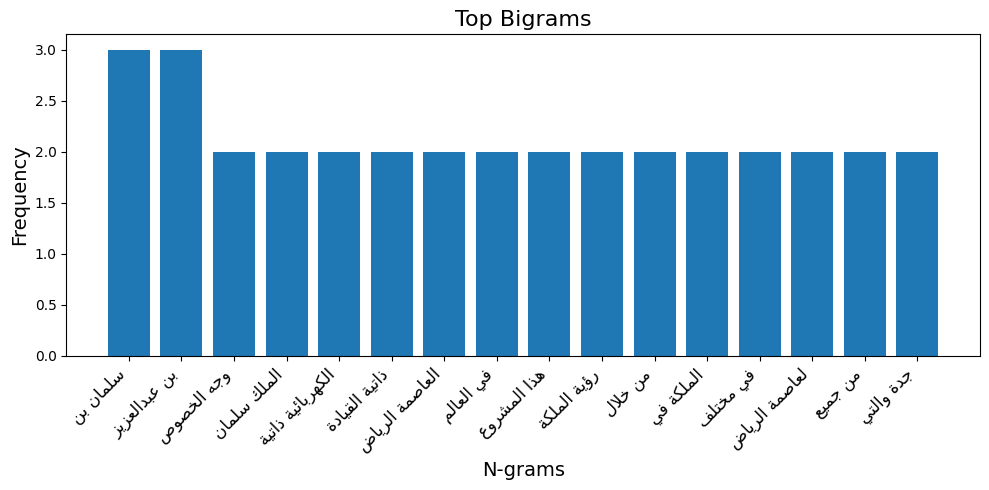 Top Bigrams
Frequency
3.0
2.5
2.0
1.5
1.0
0.5
0.0
سلمان بن
بن عبدالعزيز
وجه الخصوص
الملك سلمان
الكهربائية ذاتية
ذاتية القيادة
العاصمة الرياض
في العالم
هذا المشروع
رؤية الملكة
من خلال
الملكة في
في مختلف
لعاصمة الرياض
من جميع
جدة والتي
N-grams